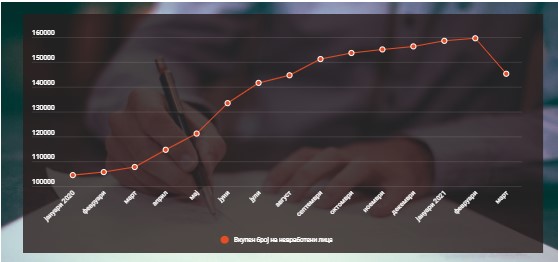 160000
150000
140000
130000
120000
110000
100000
јануари 2020
февруари
март
април
мај
јуни
јули
август
септември
октомври
ноември
декември
јануари 2021
февруари
март
Вкупен број на невработени лица